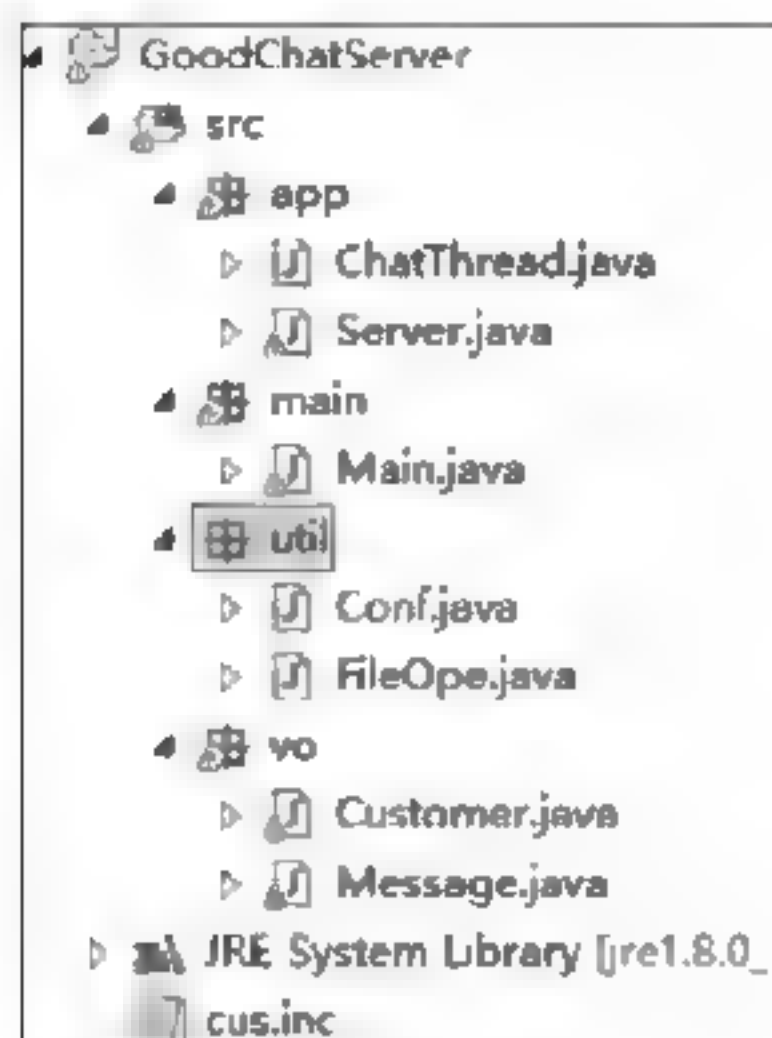 GoodChatServer
src
app
ChatThread.java
Server.java
main
Main.java
util
Conf.java
FileOpe.java
vo
Customer.java
Message.java
JRE System Library [jre1.8.0_
cus.inc